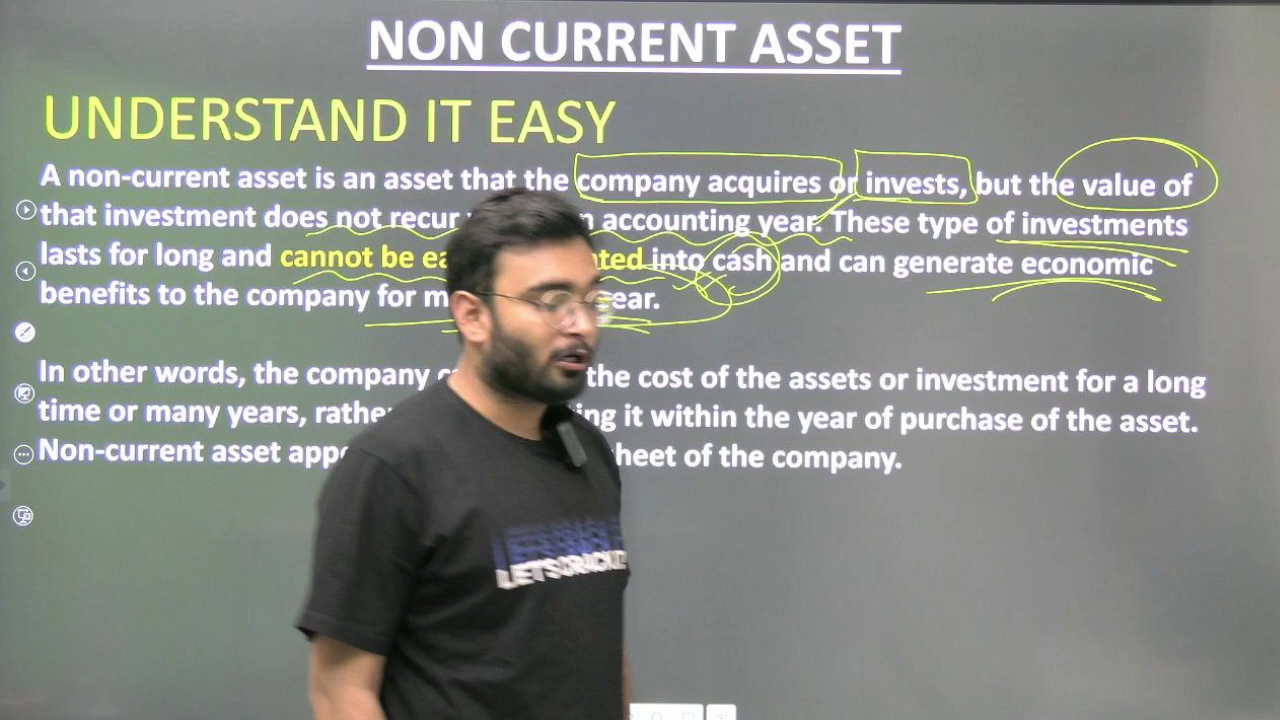 NON CURRENT ASSET
UNDERSTAND IT EASY
A non-current asset is an asset that the company acquires or invests, but the value of
that investment does not recur accounting year. These type of investments
lasts for long and cannot be into cash and can generate economic
benefits to the company for year.
In other words, the company the cost of the assets or investment for a long
time or many years, it within the year of purchase of the asset.
Non-current asset of the company.
LET'S CRACK IT